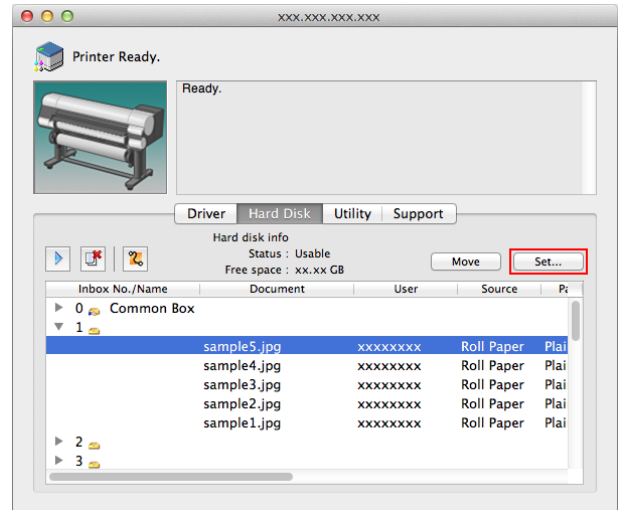 xxx.xxx.xxx.xxx
Printer Ready.
Ready.
Driver Hard Disk Utility Support
Hard disk info
Status : Usable
Free space : xx.xx GB
Move Set...
Inbox No./Name Document User Source Pa
0 Common Box
1
sample5.jpg xxxxxxxx Roll Paper Plai
sample4.jpg xxxxxxxx Roll Paper Plai
sample3.jpg xxxxxxxx Roll Paper Plai
sample2.jpg xxxxxxxx Roll Paper Plai
sample1.jpg xxxxxxxx Roll Paper Plai
2
3